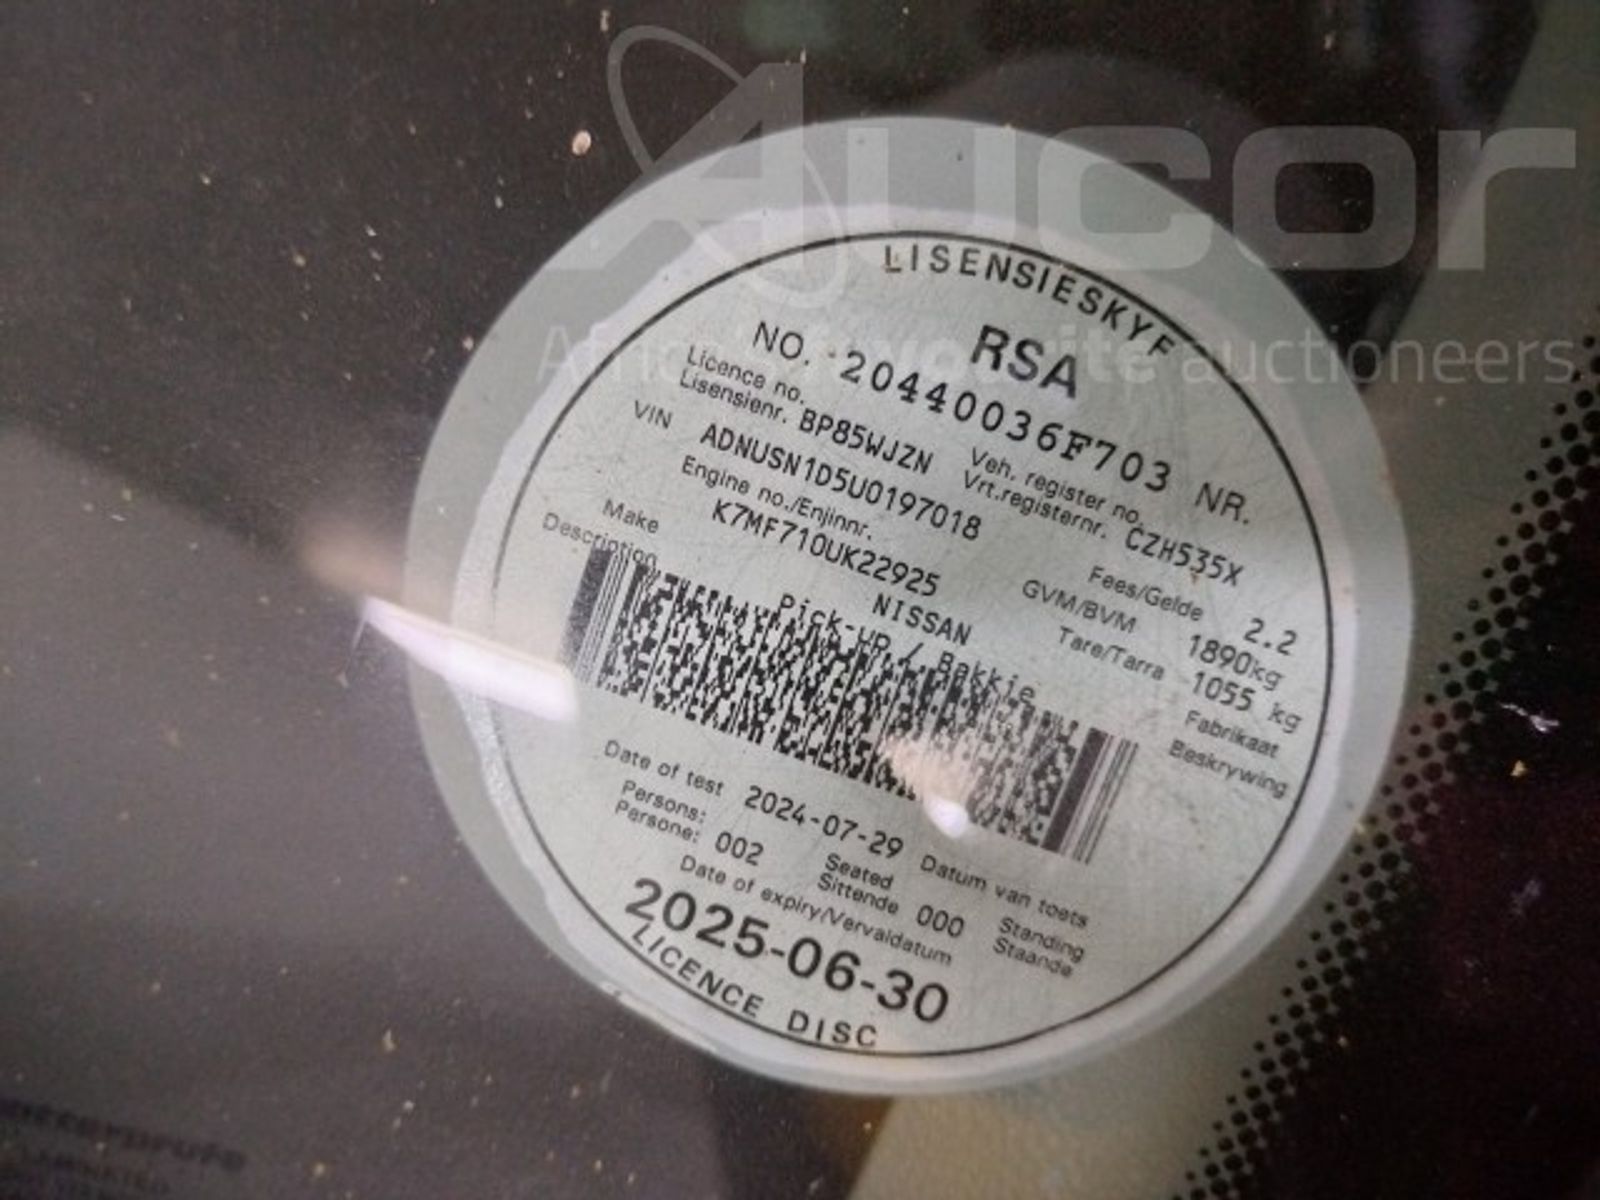 Aucor
Africa's favourite auctioneers
LISENSIESKYF
RSA
NO. 20440036F703 NR.
Licence no.
Lisensienr. BP85WJZN
Veh. register no.
Vrt.registernr. CZH535X
VIN ADNUSN1D5U0197018
Engine no./Enjinnr.
K7MF710UK22925
Fees/Gelde 2.2
GVM/BVM 1890kg
Tare/Tarra 1055 kg
Make NISSAN Fabrikaat
Description Pick-up / Bakkie Beskrywing
Date of test 2024-07-29 Datum van toets
Persons:
Persone: 002
Seated
Sittende 000
Standing
Staande
Date of expiry/Vervaldatum
2025-06-30
LICENCE DISC